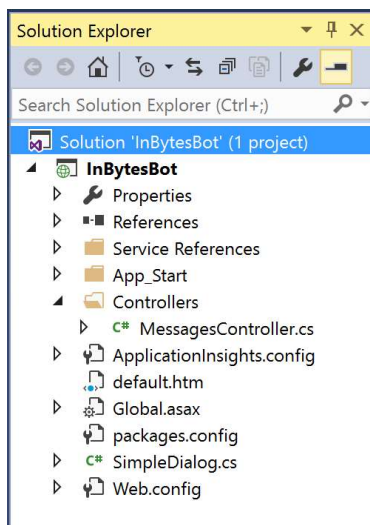 Solution Explorer
Search Solution Explorer (Ctrl+;)
Solution 'InBytesBot' (1 project)
InBytesBot
Properties
References
Service References
App_Start
Controllers
C# MessagesController.cs
ApplicationInsights.config
default.htm
Global.asax
packages.config
C# SimpleDialog.cs
Web.config